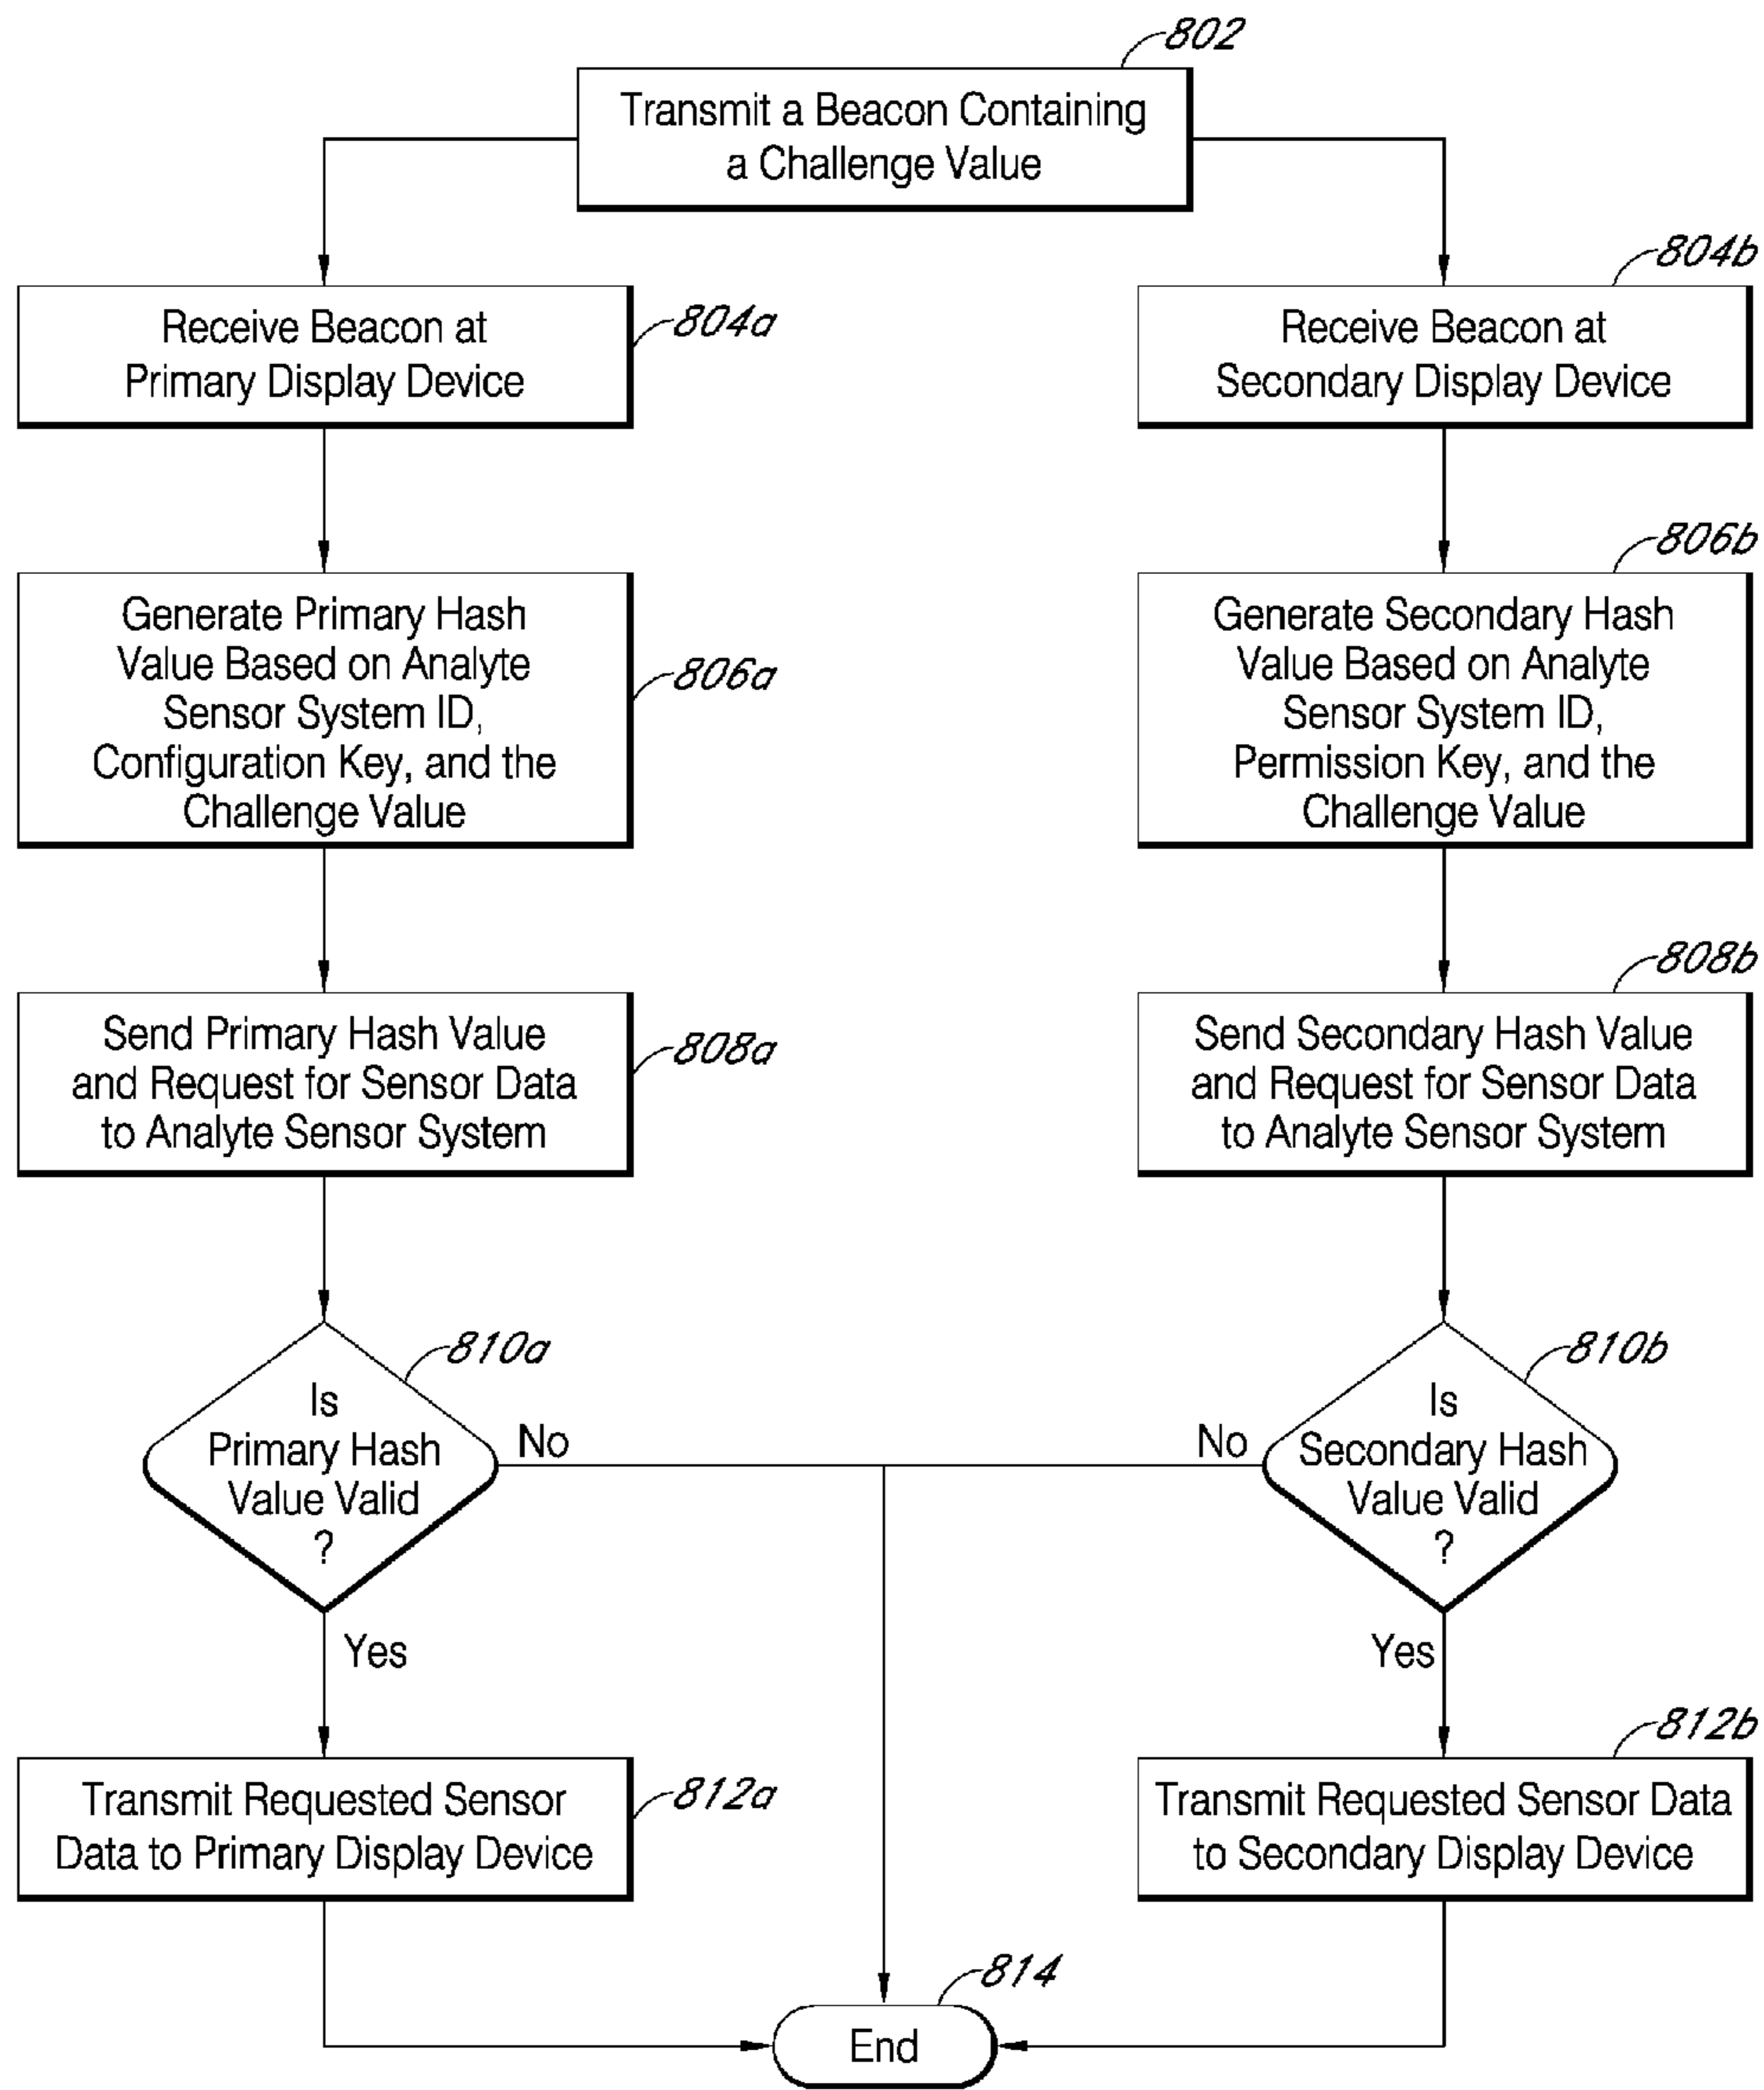 802
Transmit a Beacon Containing
a Challenge Value
804a
Receive Beacon at
Primary Display Device
804b
Receive Beacon at
Secondary Display Device
806a
Generate Primary Hash
Value Based on Analyte
Sensor System ID,
Configuration Key, and the
Challenge Value
806b
Generate Secondary Hash
Value Based on Analyte
Sensor System ID,
Permission Key, and the
Challenge Value
808a
Send Primary Hash Value
and Request for Sensor Data
to Analyte Sensor System
808b
Send Secondary Hash Value
and Request for Sensor Data
to Analyte Sensor System
810a
Is
Primary Hash
Value Valid
?
No
Yes
810b
Is
Secondary Hash
Value Valid
?
No
Yes
812a
Transmit Requested Sensor
Data to Primary Display Device
812b
Transmit Requested Sensor Data
to Secondary Display Device
814
End